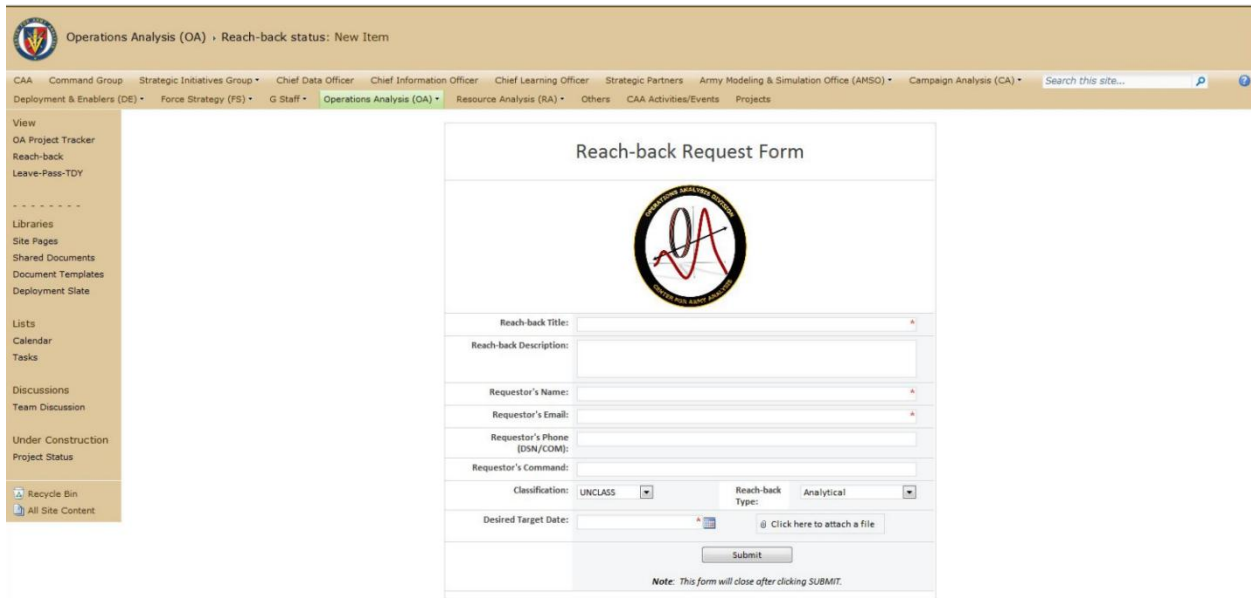 Operations Analysis (OA) › Reach-back status: New Item
CAA Command Group Strategic Initiatives Group Chief Data Officer Chief Information Officer Chief Learning Officer Strategic Partners Army Modeling & Simulation Office (AMSO) Campaign Analysis (CA) Search this site...
Deployment & Enablers (DE) Force Strategy (FS) G Staff Operations Analysis (OA) Resource Analysis (RA) Others CAA Activities/Events Projects
View
OA Project Tracker
Reach-back
Leave-Pass-TDY
- - - - - - - -
Libraries
Site Pages
Shared Documents
Document Templates
Deployment Slate
Lists
Calendar
Tasks
Discussions
Team Discussion
Under Construction
Project Status
Recycle Bin
All Site Content
Reach-back Request Form
OPERATIONS ANALYSIS DIVISION
OA
CENTER FOR ARMY ANALYSIS
Reach-back Title: *
Reach-back Description:
Requestor's Name: *
Requestor's Email: *
Requestor's Phone
(DSN/COM):
Requestor's Command:
Classification: UNCLASS Reach-back
Type: Analytical
Desired Target Date: * Click here to attach a file
Submit
Note: This form will close after clicking SUBMIT.